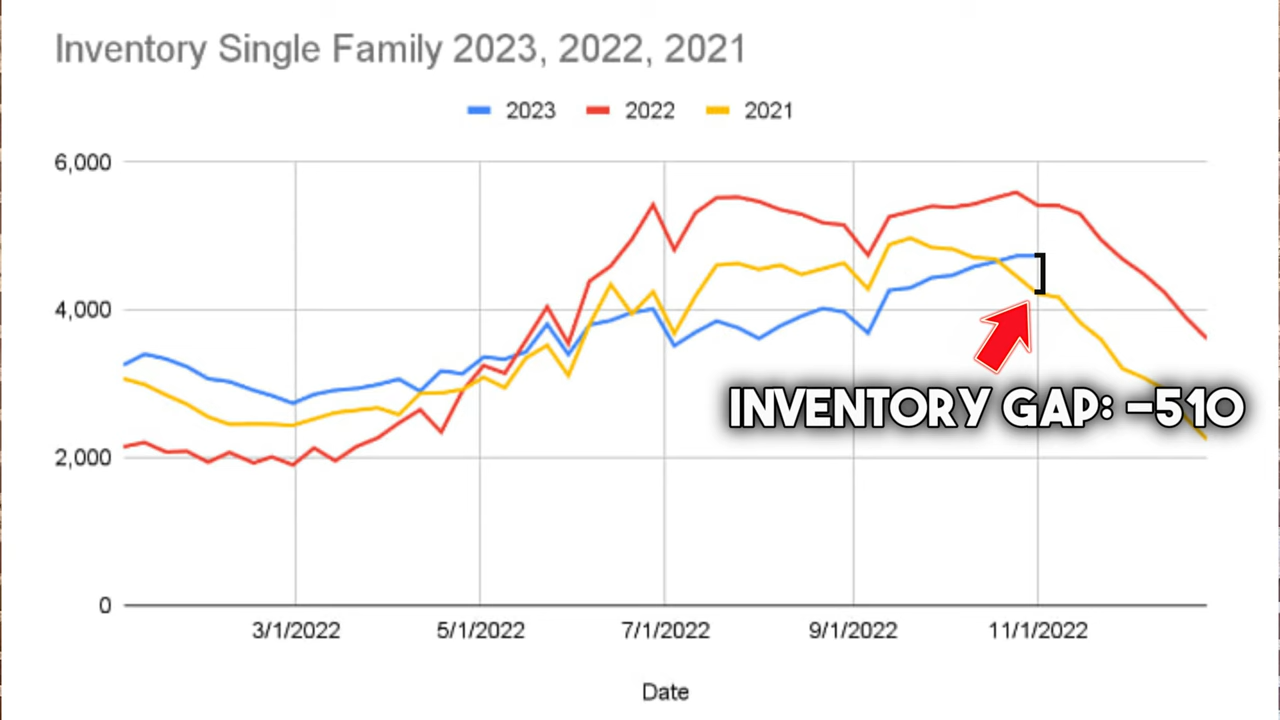 Inventory Single Family 2023, 2022, 2021
2023 2022 2021
6,000
4,000
INVENTORY GAP: -510
2,000
0
3/1/2022 5/1/2022 7/1/2022 9/1/2022 11/1/2022
Date